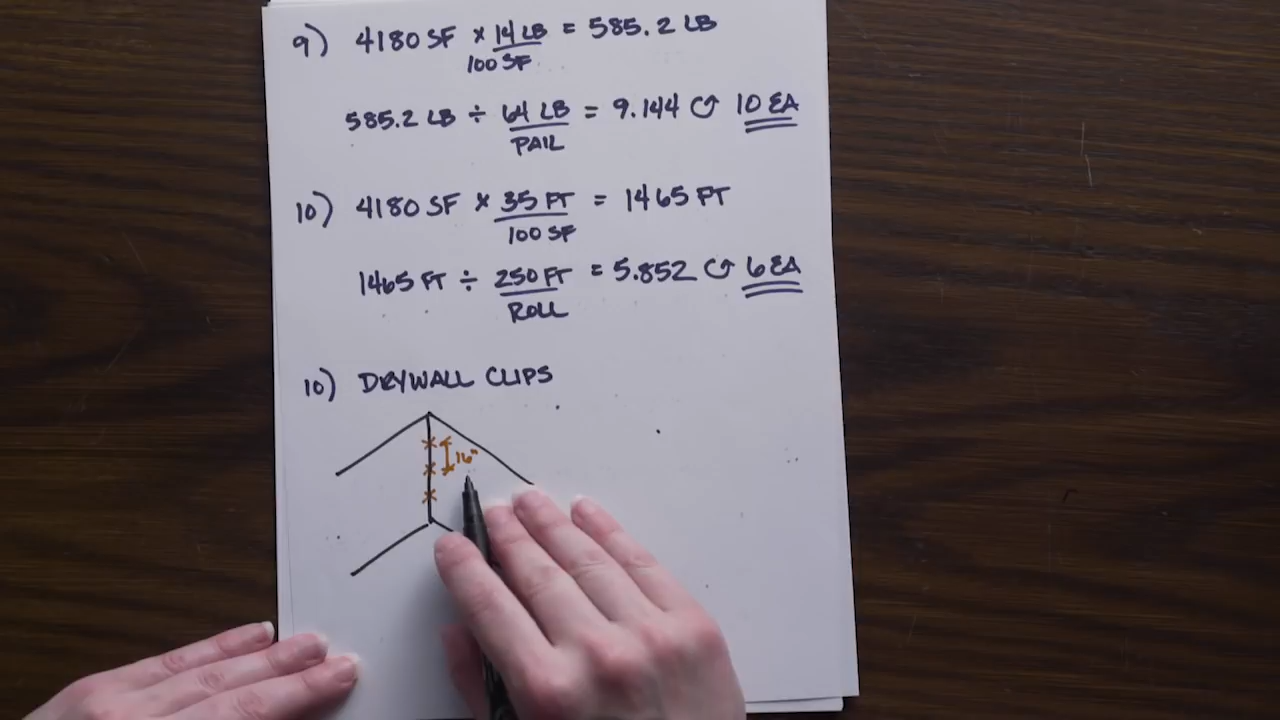 9) 4180 SF × 14 LB = 585.2 LB
100 SF
585.2 LB ÷ 64 LB = 9.144 10 EA
PAIL
10) 4180 SF × 35 FT = 1465 FT
100 SF
1465 FT ÷ 250 FT = 5.852 6 EA
ROLL
10) DRYWALL CLIPS
16"